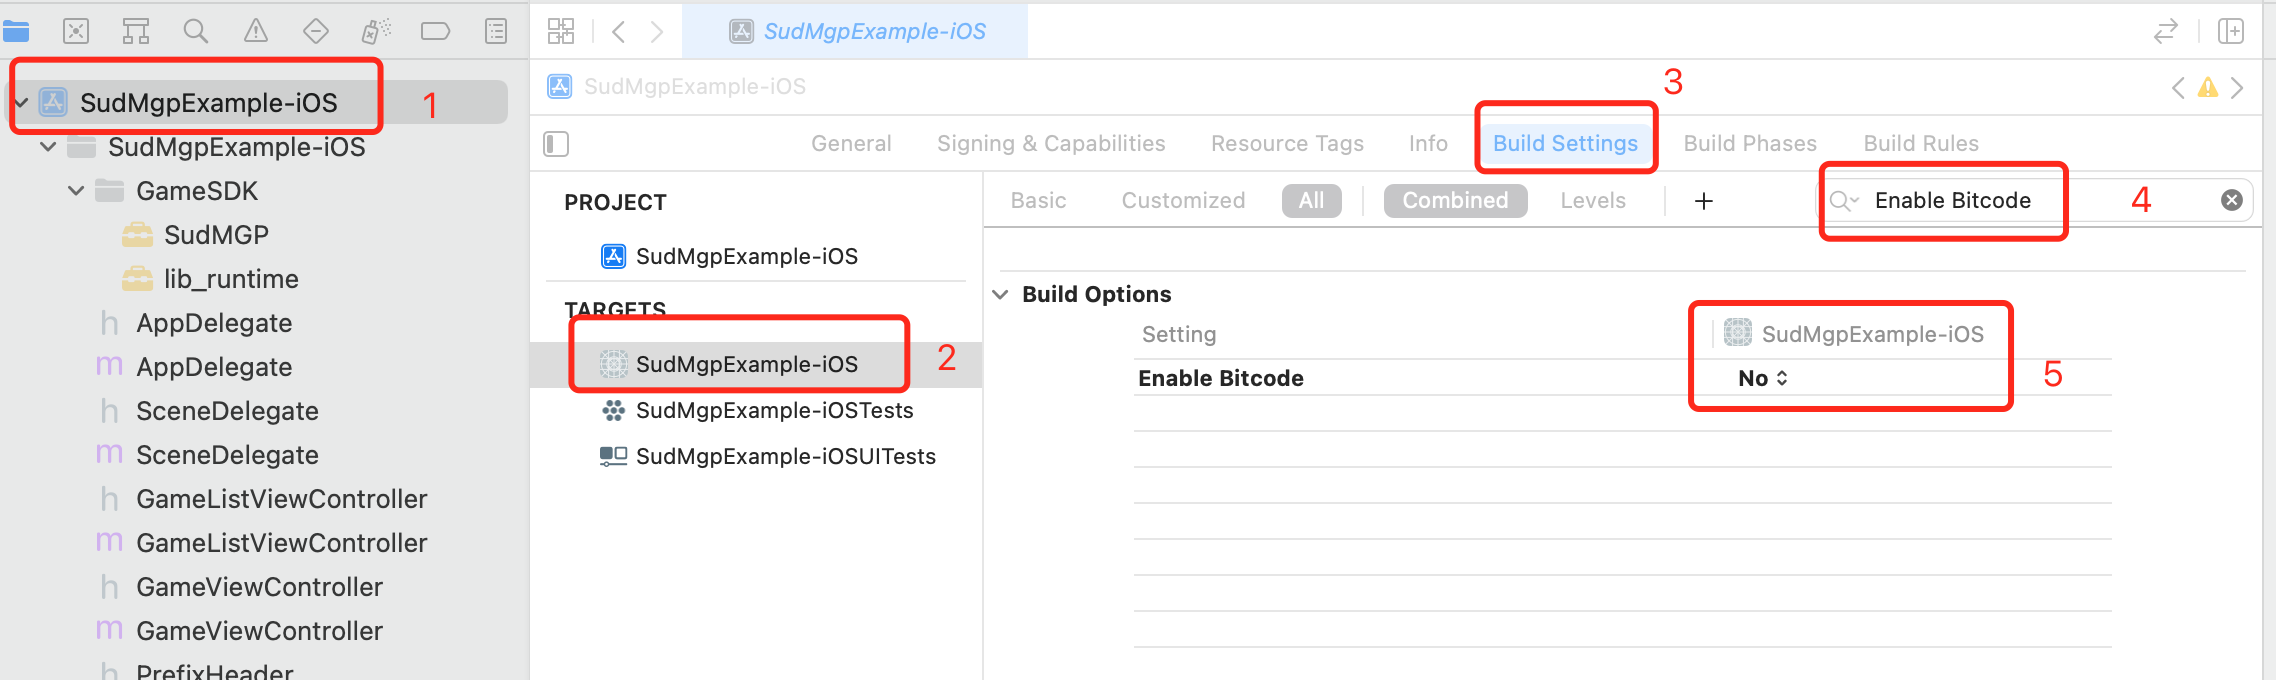 SudMgpExample-iOS
1
SudMgpExample-iOS
GameSDK
SudMGP
lib_runtime
h AppDelegate
m AppDelegate
h SceneDelegate
m SceneDelegate
h GameListViewController
m GameListViewController
h GameViewController
m GameViewController
h PrefixHeader
SudMgpExample-iOS
SudMgpExample-iOS
3
General Signing & Capabilities Resource Tags Info Build Settings Build Phases Build Rules
PROJECT
SudMgpExample-iOS
TARGETS
SudMgpExample-iOS 2
SudMgpExample-iOSTests
SudMgpExample-iOSUITests
Basic Customized All Combined Levels + Enable Bitcode 4
Build Options
Setting SudMgpExample-iOS
Enable Bitcode No 5